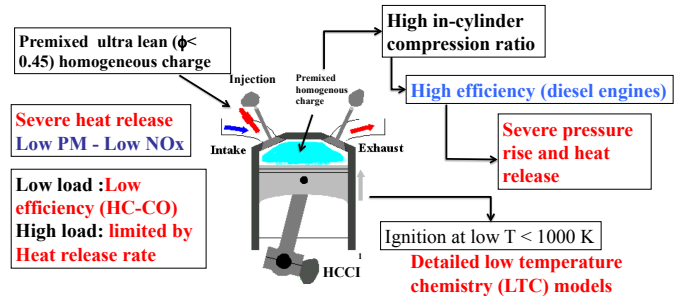 Premixed ultra lean (ϕ<
0.45) homogeneous charge
Injection
Premixed
homogenous
charge
High in-cylinder
compression ratio
High efficiency (diesel engines)
Severe heat release
Low PM - Low NOx
Intake
Exhaust
Severe pressure
rise and heat
release
Low load :Low
efficiency (HC-CO)
High load: limited by
Heat release rate
Ignition at low T < 1000 K
1
HCCI
Detailed low temperature
chemistry (LTC) models